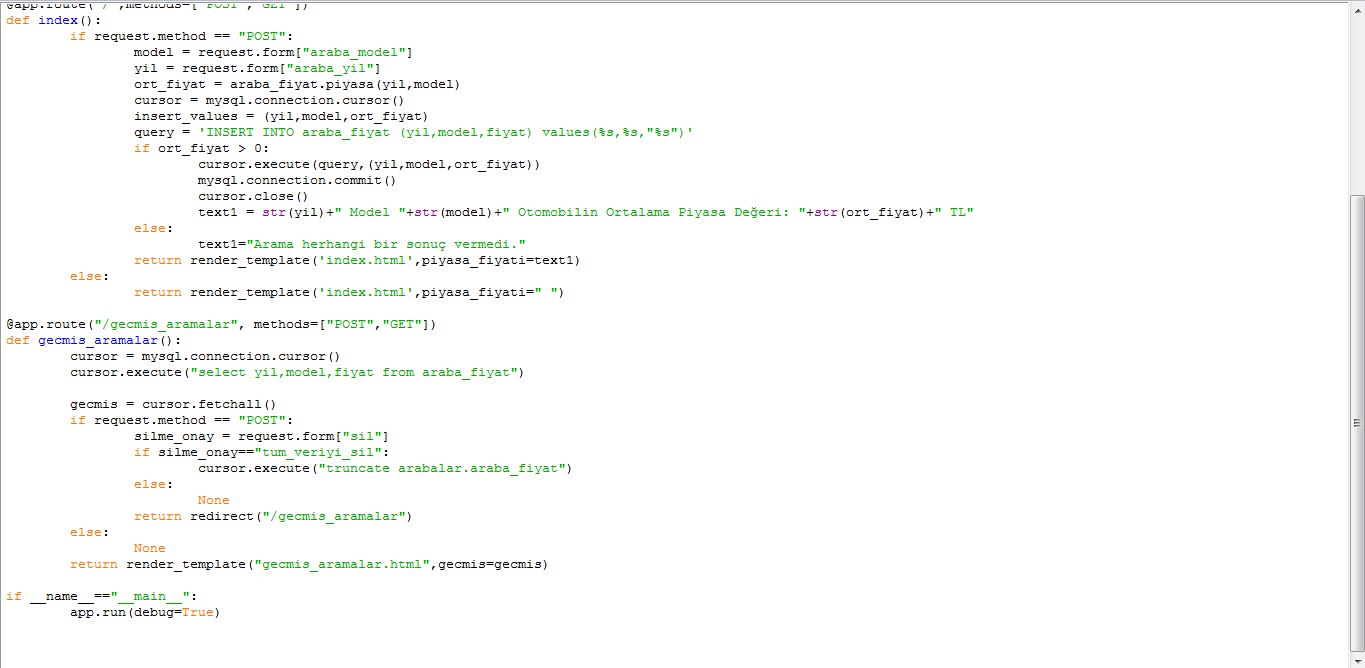 @app.route("/",methods=["POST","GET"])
def index():
        if request.method == "POST":
                model = request.form["araba_model"]
                yil = request.form["araba_yil"]
                ort_fiyat = araba_fiyat.piyasa(yil,model)
                cursor = mysql.connection.cursor()
                insert_values = (yil,model,ort_fiyat)
                query = 'INSERT INTO araba_fiyat (yil,model,fiyat) values(%s,%s,"%s")'
                if ort_fiyat > 0:
                        cursor.execute(query,(yil,model,ort_fiyat))
                        mysql.connection.commit()
                        cursor.close()
                        text1 = str(yil)+" Model "+str(model)+" Otomobilin Ortalama Piyasa Değeri: "+str(ort_fiyat)+" TL"
                else:
                        text1="Arama herhangi bir sonuç vermedi."
                return render_template('index.html',piyasa_fiyati=text1)
        else:
                return render_template('index.html',piyasa_fiyati=" ")

@app.route("/gecmis_aramalar", methods=["POST","GET"])
def gecmis_aramalar():
        cursor = mysql.connection.cursor()
        cursor.execute("select yil,model,fiyat from araba_fiyat")

        gecmis = cursor.fetchall()
        if request.method == "POST":
                silme_onay = request.form["sil"]
                if silme_onay=="tum_veriyi_sil":
                        cursor.execute("truncate arabalar.araba_fiyat")
                else:
                        None
                return redirect("/gecmis_aramalar")
        else:
                None
        return render_template("gecmis_aramalar.html",gecmis=gecmis)

if __name__=="__main__":
        app.run(debug=True)